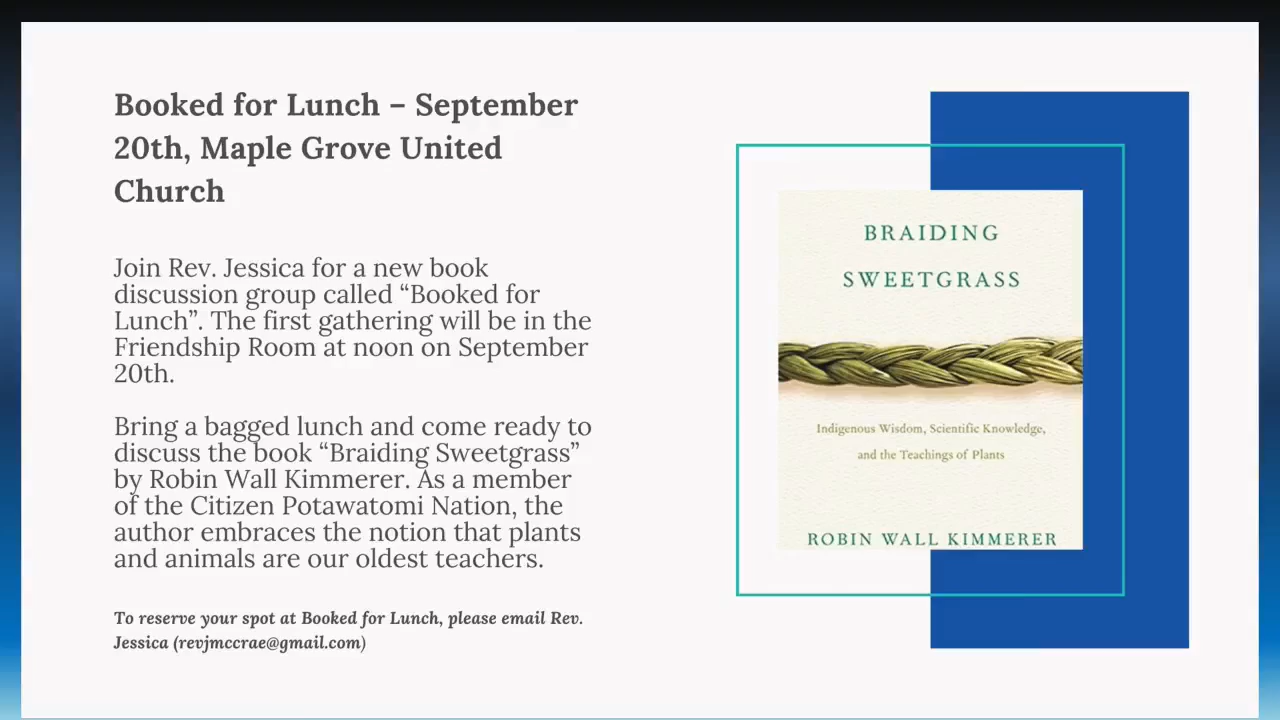 Booked for Lunch – September
20th, Maple Grove United
Church
Join Rev. Jessica for a new book
discussion group called “Booked for
Lunch”. The first gathering will be in the
Friendship Room at noon on September
20th.
Bring a bagged lunch and come ready to
discuss the book “Braiding Sweetgrass”
by Robin Wall Kimmerer. As a member
of the Citizen Potawatomi Nation, the
author embraces the notion that plants
and animals are our oldest teachers.
To reserve your spot at Booked for Lunch, please email Rev.
Jessica (revjmccrae@gmail.com)
BRAIDING
SWEETGRASS
Indigenous Wisdom, Scientific Knowledge,
and the Teachings of Plants
ROBIN WALL KIMMERER